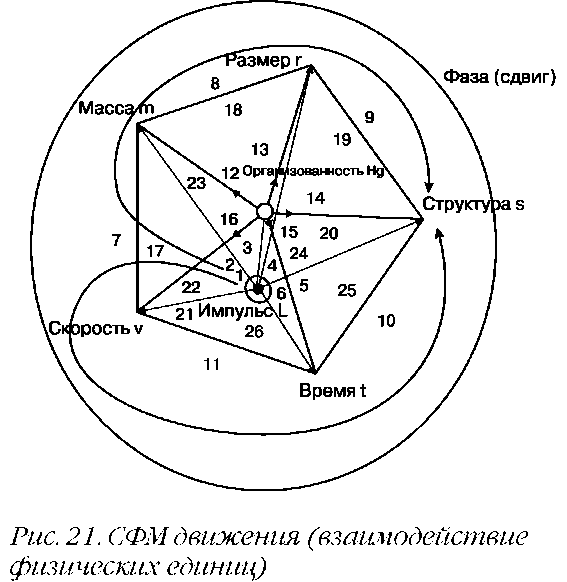 Размер r
8
18
9
Фаза (сдвиг)
Масса m
19
13
12
Организованность Hg
23
14
Структура s
16
15
20
7
17
3
24
2
1
4
5
22
6
25
21
Импульс L
Скорость v
26
10
11
Время t
Рис. 21. СФМ движения (взаимодействие
физических единиц)